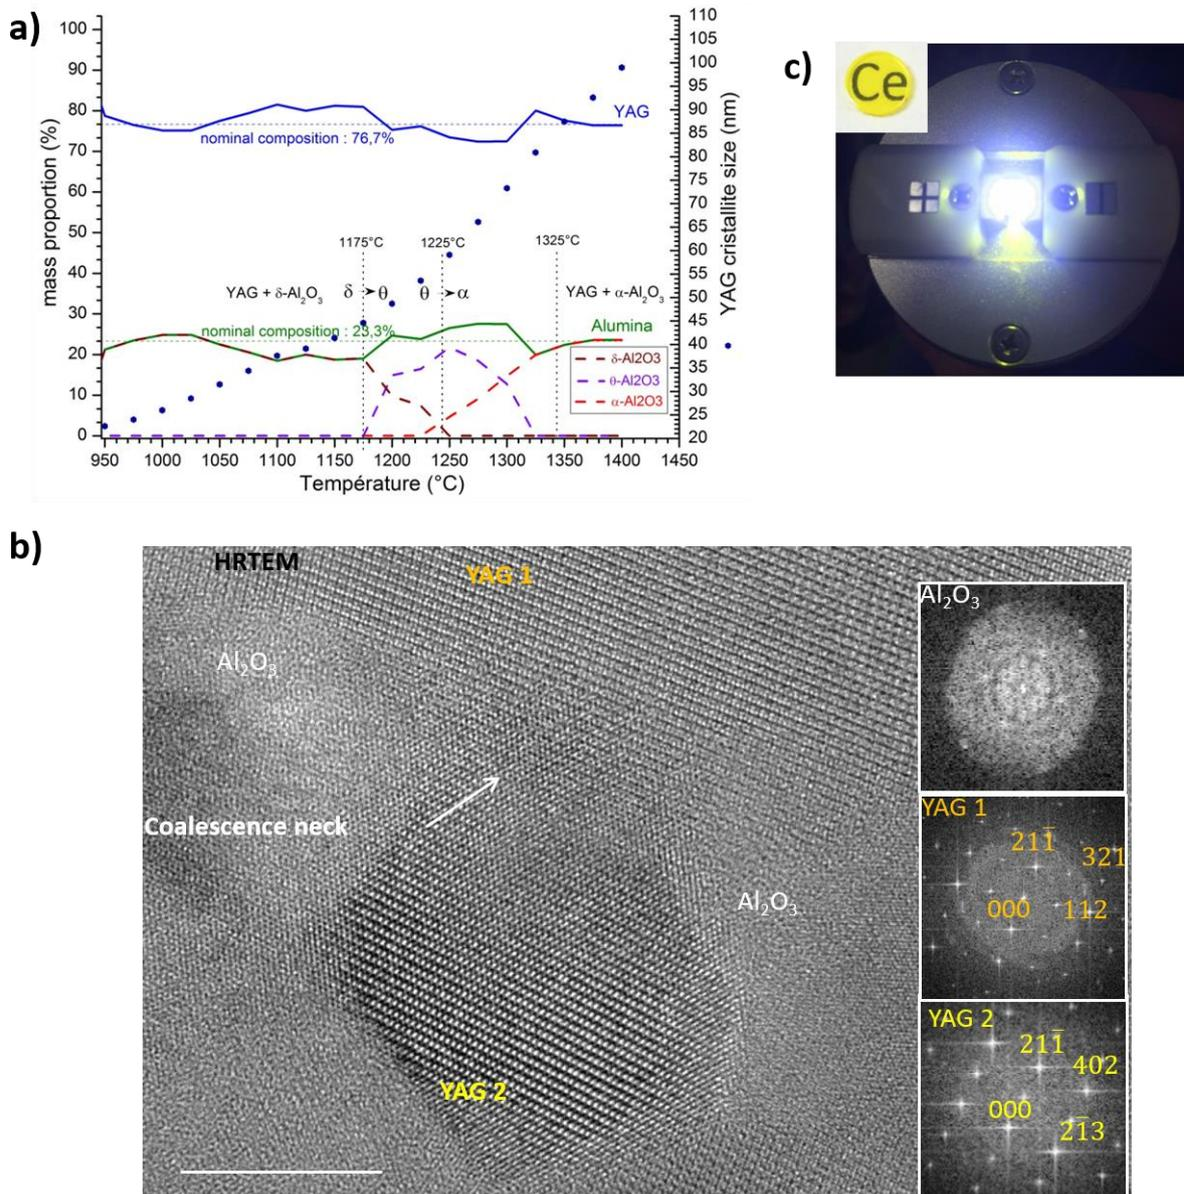 a)
mass proportion (%)
100
90
80
70
60
50
40
30
20
10
0
950 1000 1050 1100 1150 1200 1250 1300 1350 1400 1450
Température (°C)
110
105
100
95
90
85
80
75
70
65
60
55
50
45
40
35
30
25
20
YAG cristallite size (nm)
YAG
nominal composition : 76,7%
1175°C 1225°C 1325°C
YAG + δ-Al₂O₃ δ ➤ θ θ ➤ α YAG + α-Al₂O₃
nominal composition : 23,3%
Alumina
δ-Al2O3
θ-Al2O3
α-Al2O3
c)
Ce
b)
HRTEM
YAG 1
Al₂O₃
Coalescence neck
Al₂O₃
YAG 2
Al₂O₃
YAG 1
211̅
321
000 112
YAG 2
211̅
402
000
21̅3